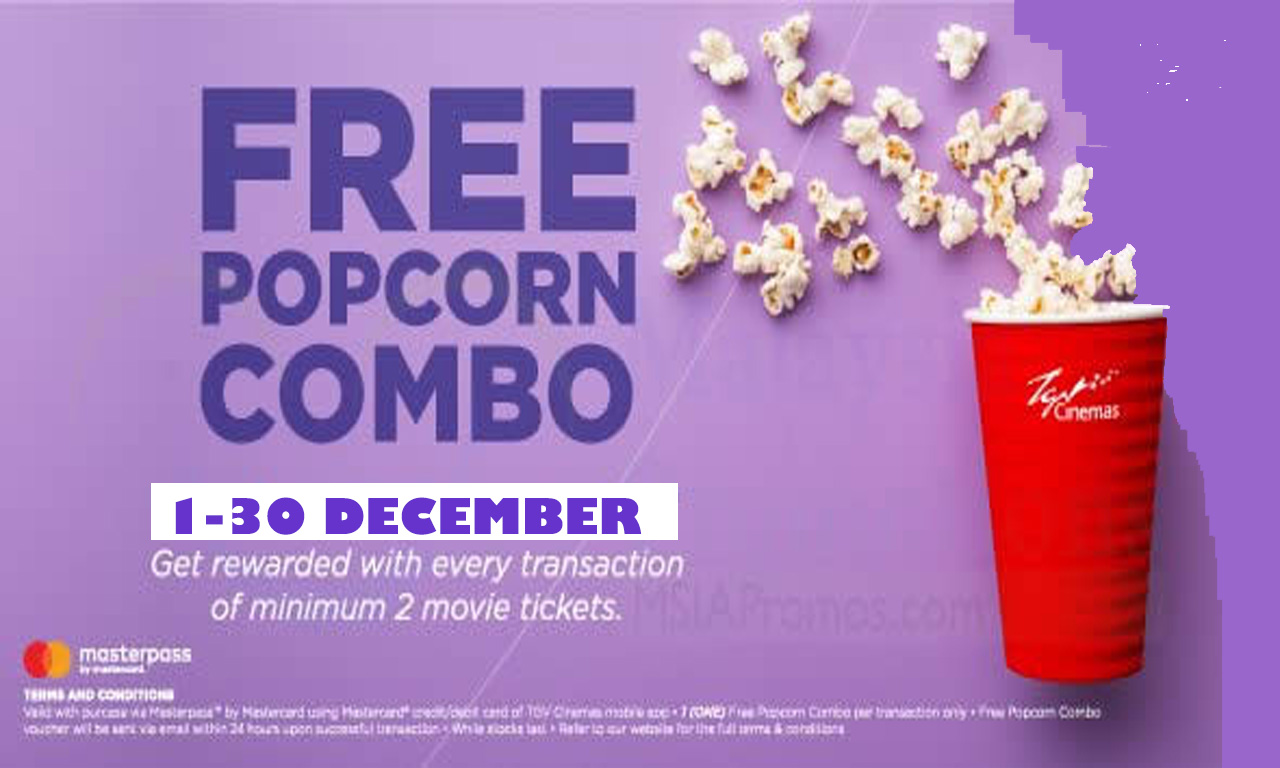 FREE
POPCORN
COMBO
1-30 DECEMBER
Get rewarded with every transaction
of minimum 2 movie tickets.
TGV
Cinemas
MSIAPromos.com
masterpass
by mastercard.
TERMS AND CONDITIONS
Valid with purcase via Masterpass™ by Mastercard using Mastercard® credit/debit card of TGV Cinemas mobile app • 1 (ONE) Free Popcorn Combo per transaction only • Free Popcorn Combo
voucher will be sent via email within 24 hours upon successful transaction • While stocks last • Refer to our website for the full terms & conditions